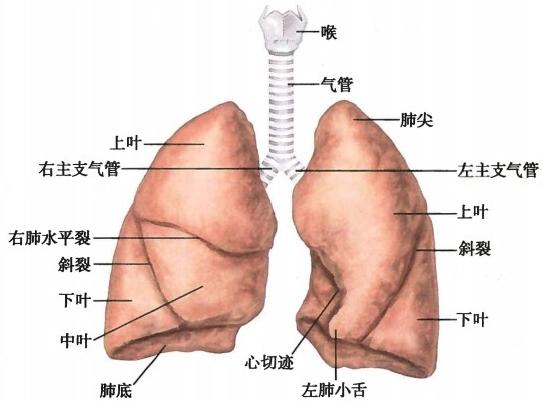 喉
气管
肺尖
上叶
右主支气管
左主支气管
上叶
右肺水平裂
斜裂
斜裂
下叶
下叶
中叶
心切迹
肺底
左肺小舌